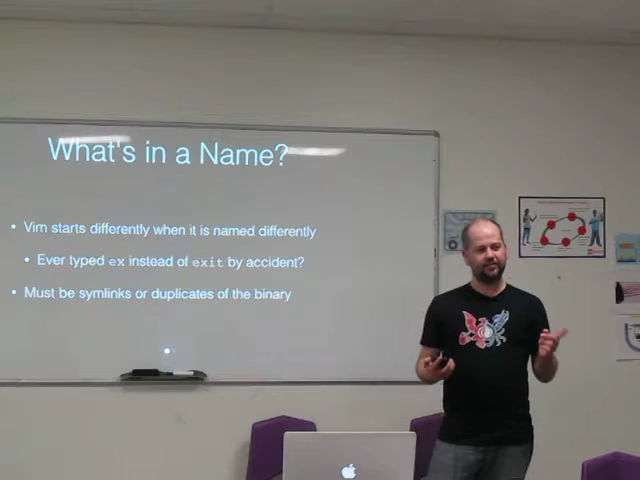 What's in a Name?
• Vim starts differently when it is named differently
• Ever typed ex instead of exit by accident?
• Must be symlinks or duplicates of the binary